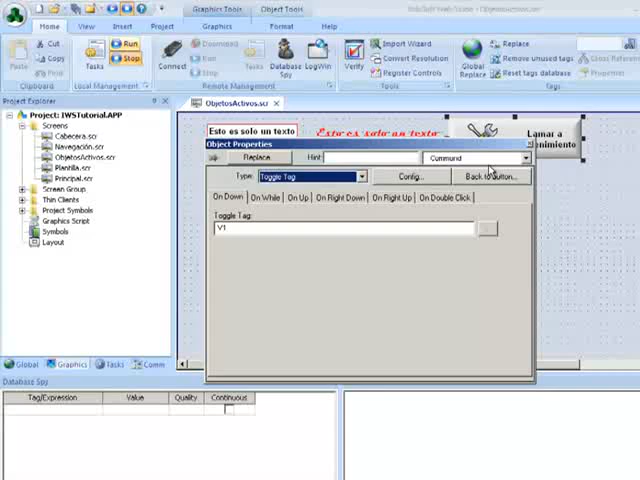 Graphics Tools
Object Tools
Home View Insert Project Graphics Format Help
Paste
Cut
Copy
Clipboard
Tasks
Run
Stop
Local Management
Connect
Download
Tasks
Database Spy
LogWin
Remote Management
Verify
Import Wizard
Convert Resolution
Register Controls
Tools
Global Replace
Replace
Remove unused tags
Reset tags database
Cross Reference
Properties
Tags
Project Explorer
Project: IWSTutorial.APP
Screens
Cabecera.scr
Navegación.scr
ObjetosActivos.scr
Plantilla.scr
Principal.scr
Screen Group
Thin Clients
Project Symbols
Graphics Script
Symbols
Layout
Global Graphics Tasks Comm
ObjetosActivos.scr
Esto es solo un texto
Esto es solo un texto
Lamar a
enimiento
Object Properties
Replace Hint: Command
Type: Toggle Tag Config... Back to Button...
On Down On While On Up On Right Down On Right Up On Double Click
Toggle Tag:
V1
...
Database Spy
Tag/Expression Value Quality Continuous